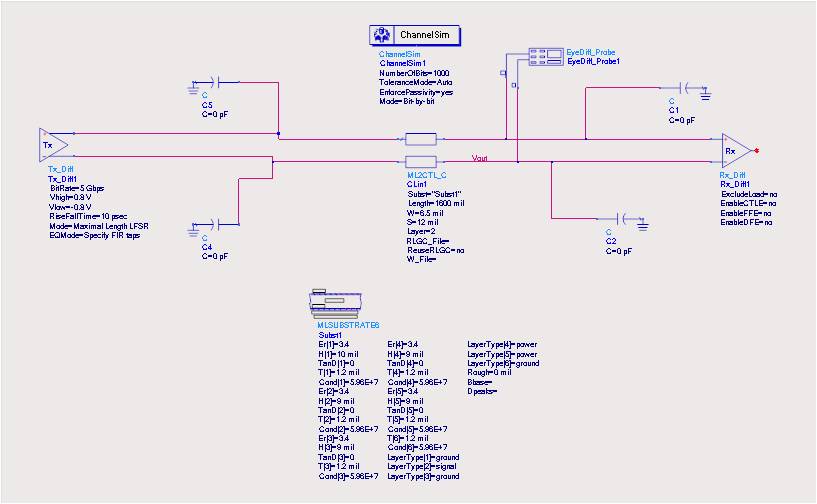 ChannelSim
ChannelSim
ChannelSim1
NumberOfBits=1000
ToleranceMode=Auto
EnforcePassivity=yes
Mode=Bit-by-bit
EyeDiff_Probe
EyeDiff_Probe1
C
C5
C=0 pF
C
C1
C=0 pF
Tx
Tx_Diff
Tx_Diff1
BitRate=5 Gbps
Vhigh=0.8 V
Vlow=-0.8 V
RiseFallTime=10 psec
Mode=Maximal Length LFSR
EQMode=Specify FIR taps
C
C4
C=0 pF
Vout
ML2CTL_C
CLin1
Subst="Subst1"
Length=1600 mil
W=6.5 mil
S=12 mil
Layer=2
RLGC_File=
ReuseRLGC=no
W_File=
C
C2
C=0 pF
Rx
Rx_Diff
Rx_Diff1
ExcludeLoad=no
EnableCTLE=no
EnableFFE=no
EnableDFE=no
MLSUBSTRATE6
Subst1
Er[1]=3.4
H[1]=10 mil
TanD[1]=0
T[1]=1.2 mil
Cond[1]=5.96E+7
Er[2]=3.4
H[2]=9 mil
TanD[2]=0
T[2]=1.2 mil
Cond[2]=5.96E+7
Er[3]=3.4
H[3]=9 mil
TanD[3]=0
T[3]=1.2 mil
Cond[3]=5.96E+7
Er[4]=3.4
H[4]=9 mil
TanD[4]=0
T[4]=1.2 mil
Cond[4]=5.96E+7
Er[5]=3.4
H[5]=9 mil
TanD[5]=0
T[5]=1.2 mil
Cond[5]=5.96E+7
T[6]=1.2 mil
Cond[6]=5.96E+7
LayerType[1]=ground
LayerType[2]=signal
LayerType[3]=ground
LayerType[4]=power
LayerType[5]=power
LayerType[6]=ground
Rough=0 mil
Bbase=
Dpeaks=